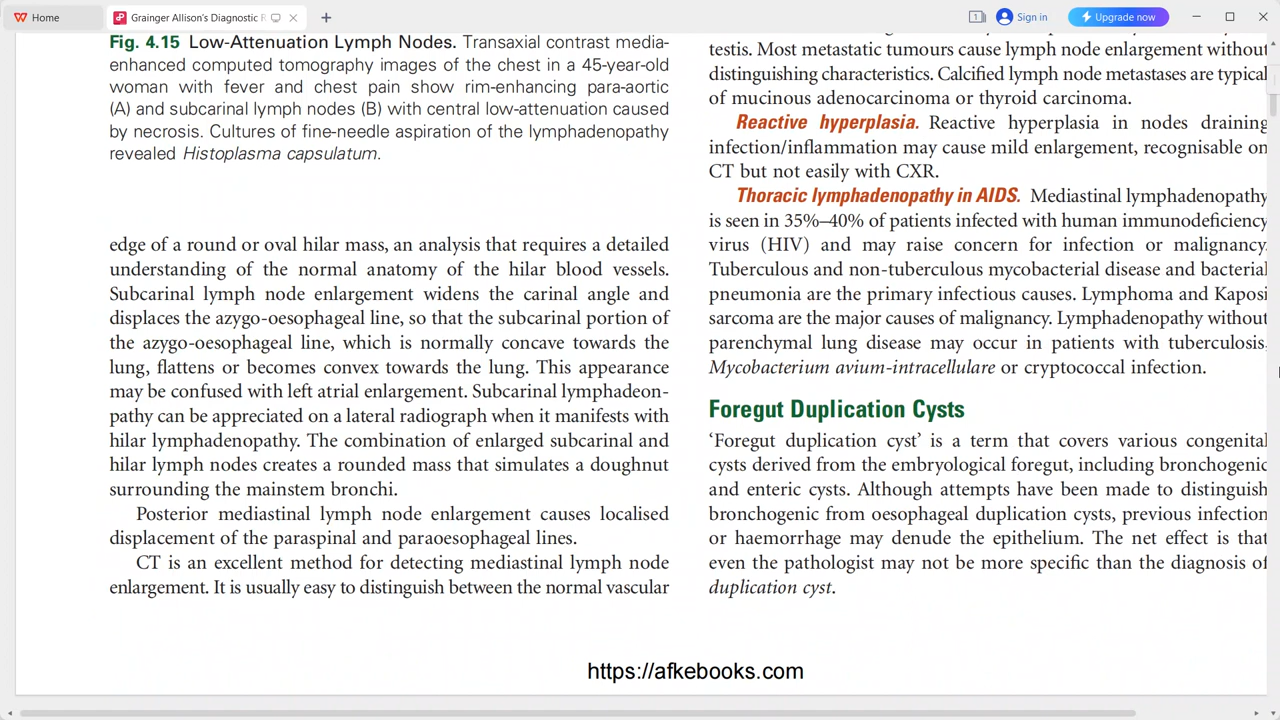 Home
Grainger Allison's Diagnostic R
1
Sign in
Upgrade now
Fig. 4.15 Low-Attenuation Lymph Nodes. Transaxial contrast media-
enhanced computed tomography images of the chest in a 45-year-old
woman with fever and chest pain show rim-enhancing para-aortic
(A) and subcarinal lymph nodes (B) with central low-attenuation caused
by necrosis. Cultures of fine-needle aspiration of the lymphadenopathy
revealed Histoplasma capsulatum.
edge of a round or oval hilar mass, an analysis that requires a detailed
understanding of the normal anatomy of the hilar blood vessels.
Subcarinal lymph node enlargement widens the carinal angle and
displaces the azygo-oesophageal line, so that the subcarinal portion of
the azygo-oesophageal line, which is normally concave towards the
lung, flattens or becomes convex towards the lung. This appearance
may be confused with left atrial enlargement. Subcarinal lymphadeon-
pathy can be appreciated on a lateral radiograph when it manifests with
hilar lymphadenopathy. The combination of enlarged subcarinal and
hilar lymph nodes creates a rounded mass that simulates a doughnut
surrounding the mainstem bronchi.
Posterior mediastinal lymph node enlargement causes localised
displacement of the paraspinal and paraoesophageal lines.
CT is an excellent method for detecting mediastinal lymph node
enlargement. It is usually easy to distinguish between the normal vascular
testis. Most metastatic tumours cause lymph node enlargement without
distinguishing characteristics. Calcified lymph node metastases are typical
of mucinous adenocarcinoma or thyroid carcinoma.
Reactive hyperplasia. Reactive hyperplasia in nodes draining
infection/inflammation may cause mild enlargement, recognisable on
CT but not easily with CXR.
Thoracic lymphadenopathy in AIDS. Mediastinal lymphadenopathy
is seen in 35%–40% of patients infected with human immunodeficiency
virus (HIV) and may raise concern for infection or malignancy.
Tuberculous and non-tuberculous mycobacterial disease and bacterial
pneumonia are the primary infectious causes. Lymphoma and Kaposi
sarcoma are the major causes of malignancy. Lymphadenopathy without
parenchymal lung disease may occur in patients with tuberculosis,
Mycobacterium avium-intracellulare or cryptococcal infection.
Foregut Duplication Cysts
‘Foregut duplication cyst’ is a term that covers various congenital
cysts derived from the embryological foregut, including bronchogenic
and enteric cysts. Although attempts have been made to distinguish
bronchogenic from oesophageal duplication cysts, previous infection
or haemorrhage may denude the epithelium. The net effect is that
even the pathologist may not be more specific than the diagnosis of
duplication cyst.
https://afkebooks.com